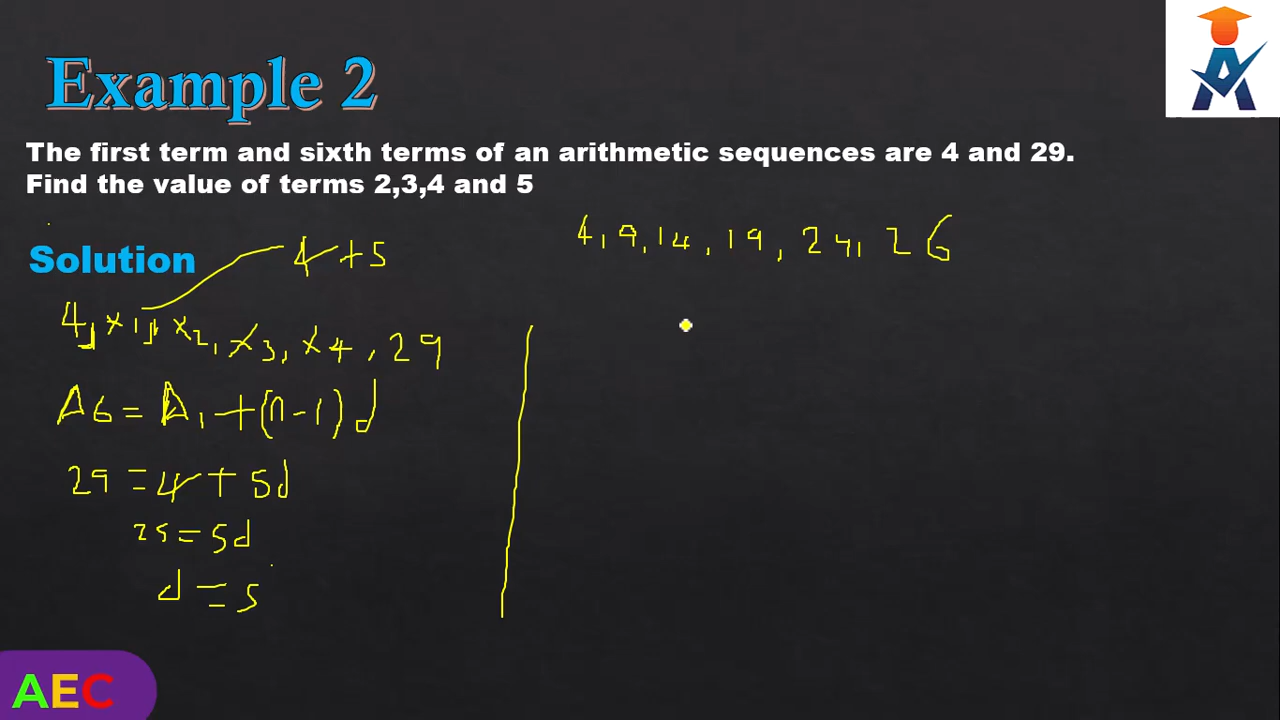 Example 2
The first term and sixth terms of an arithmetic sequences are 4 and 29.
Find the value of terms 2,3,4 and 5
4, 9, 14, 19, 24, 26
Solution
4 + 5
4, x1, x2, x3, x4, 29
A6 = A1 + (n - 1) d
29 = 4 + 5d
25 = 5d
d = 5
AEC